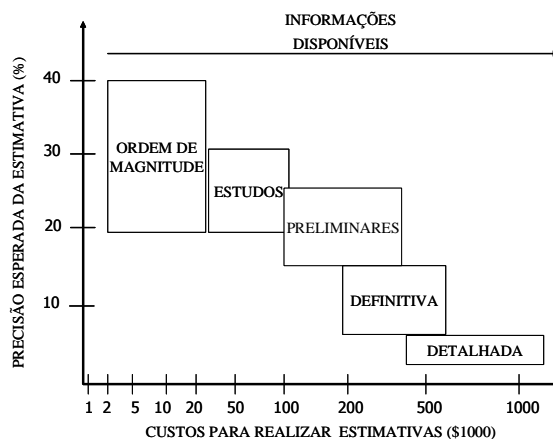 INFORMAÇÕES
DISPONÍVEIS
PRECISÃO ESPERADA DA ESTIMATIVA (%)
40
30
20
10
ORDEM DE
MAGNITUDE
ESTUDOS
PRELIMINARES
DEFINITIVA
DETALHADA
1 2 5 10 20 50 100 200 500 1000
CUSTOS PARA REALIZAR ESTIMATIVAS ($1000)